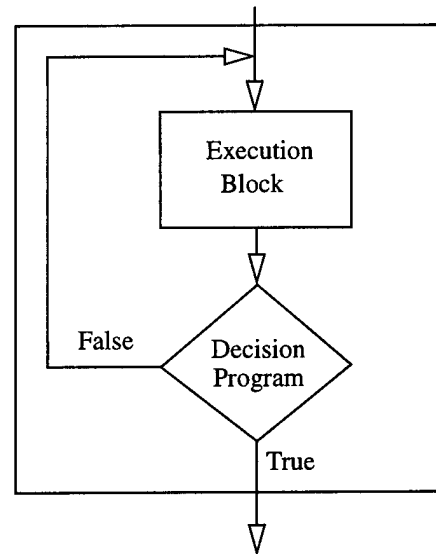 Execution
Block
False
Decision
Program
True